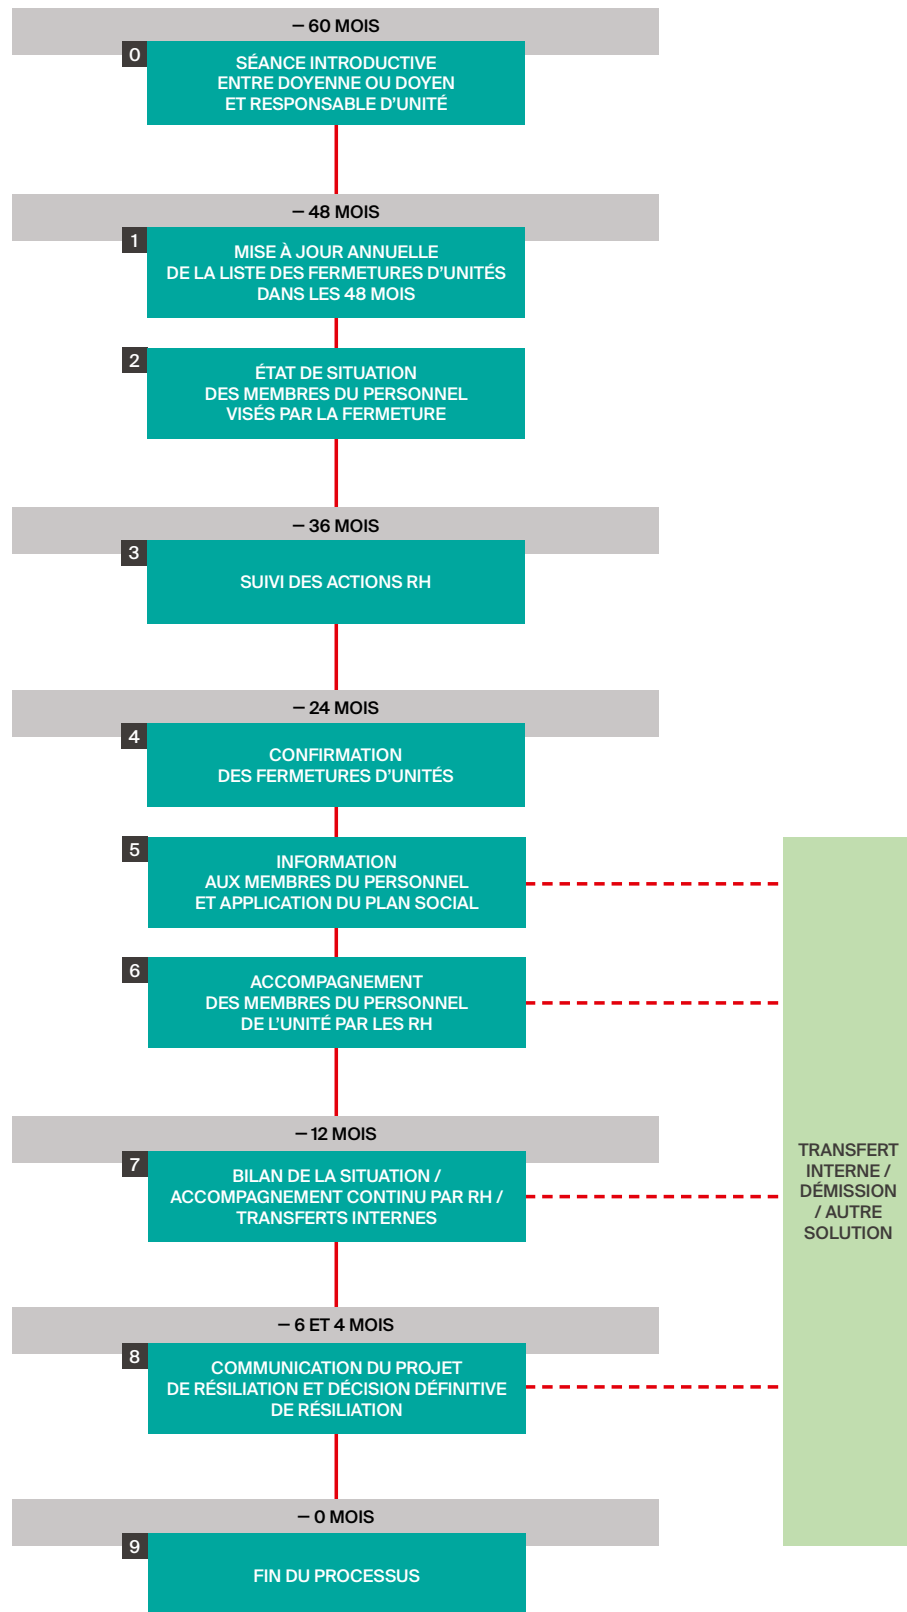 – 60 MOIS
0
SÉANCE INTRODUCTIVE
ENTRE DOYENNE OU DOYEN
ET RESPONSABLE D'UNITÉ
– 48 MOIS
1
MISE À JOUR ANNUELLE
DE LA LISTE DES FERMETURES D'UNITÉS
DANS LES 48 MOIS
2
ÉTAT DE SITUATION
DES MEMBRES DU PERSONNEL
VISÉS PAR LA FERMETURE
– 36 MOIS
3
SUIVI DES ACTIONS RH
– 24 MOIS
4
CONFIRMATION
DES FERMETURES D'UNITÉS
5
INFORMATION
AUX MEMBRES DU PERSONNEL
ET APPLICATION DU PLAN SOCIAL
6
ACCOMPAGNEMENT
DES MEMBRES DU PERSONNEL
DE L'UNITÉ PAR LES RH
– 12 MOIS
7
BILAN DE LA SITUATION /
ACCOMPAGNEMENT CONTINU PAR RH /
TRANSFERTS INTERNES
TRANSFERT
INTERNE /
DÉMISSION
/ AUTRE
SOLUTION
– 6 ET 4 MOIS
8
COMMUNICATION DU PROJET
DE RÉSILIATION ET DÉCISION DÉFINITIVE
DE RÉSILIATION
– 0 MOIS
9
FIN DU PROCESSUS